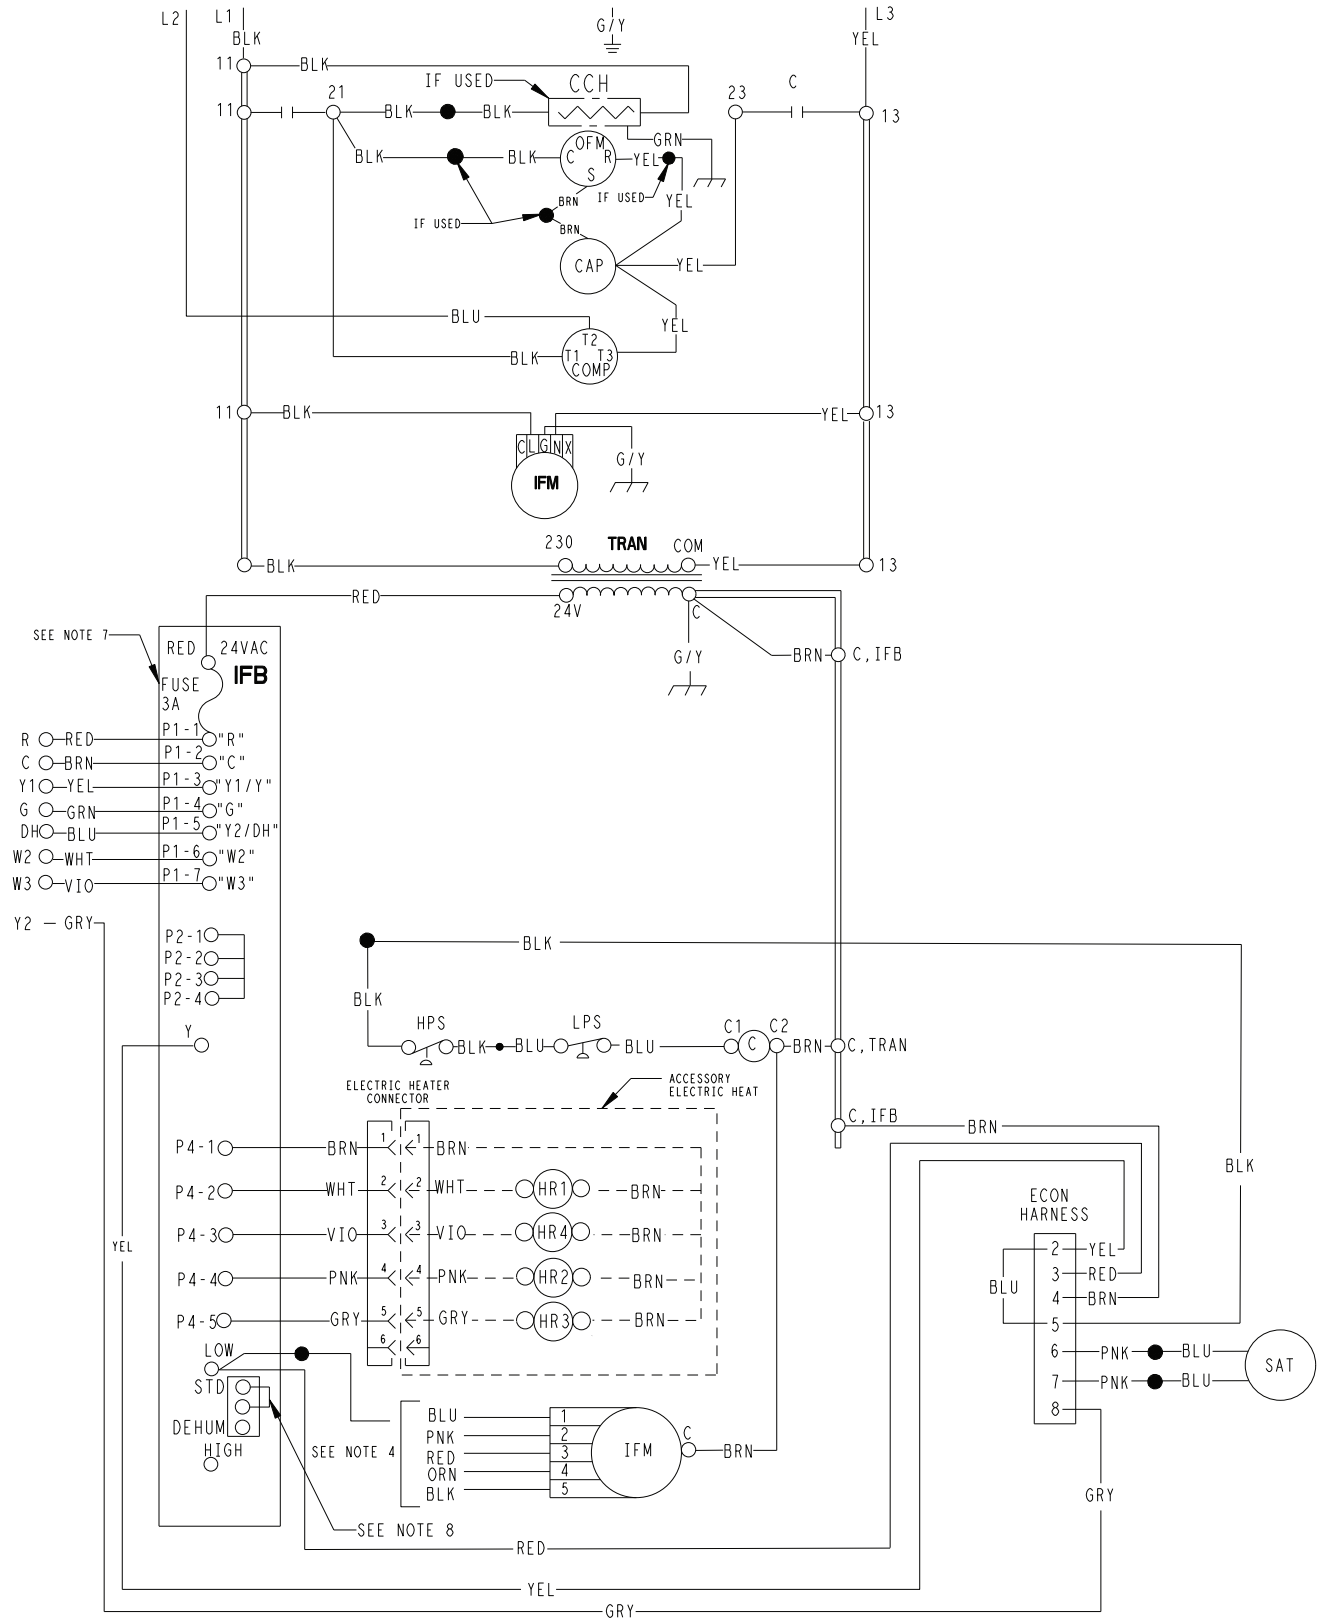 L2 L1 G/Y L3
BLK YEL
11 BLK
IF USED CCH C
21 23
11 BLK BLK 13
GRN
OFM
BLK BLK C R YEL
S
BRN IF USED YEL
IF USED BRN
CAP YEL
BLU YEL
T2
BLK T1 T3
COMP
11 BLK YEL 13
C L G N X
G/Y
IFM
230 TRAN COM
BLK YEL 13
RED 24V C
SEE NOTE 7 RED 24VAC G/Y BRN C,IFB
IFB
FUSE
3A
R RED P1-1 "R"
C BRN P1-2 "C"
Y1 YEL P1-3 "Y1/Y"
G GRN P1-4 "G"
DH BLU P1-5 "Y2/DH"
W2 WHT P1-6 "W2"
W3 VIO P1-7 "W3"
Y2 GRY
P2-1 BLK
P2-2
P2-3
P2-4 BLK
Y HPS LPS C1 C2
BLK BLU BLU C BRN C,TRAN
ELECTRIC HEATER
CONNECTOR
ACCESSORY
ELECTRIC HEAT
C,IFB BRN
P4-1 BRN 1 1 BRN
BLK
P4-2 WHT 2 2 WHT HR1 BRN
P4-3 VIO 3 3 VIO HR4 BRN
YEL
P4-4 PNK 4 4 PNK HR2 BRN
P4-5 GRY 5 5 GRY HR3 BRN
6 6
ECON
HARNESS
2 YEL
3 RED
BLU
4 BRN
5
6 PNK BLU
SAT
7 PNK BLU
8
LOW
STD
DEHUM
HIGH
SEE NOTE 4
BLU 1
PNK 2
RED 3
ORN 4
BLK 5
IFM C BRN
GRY
SEE NOTE 8
RED
YEL
GRY